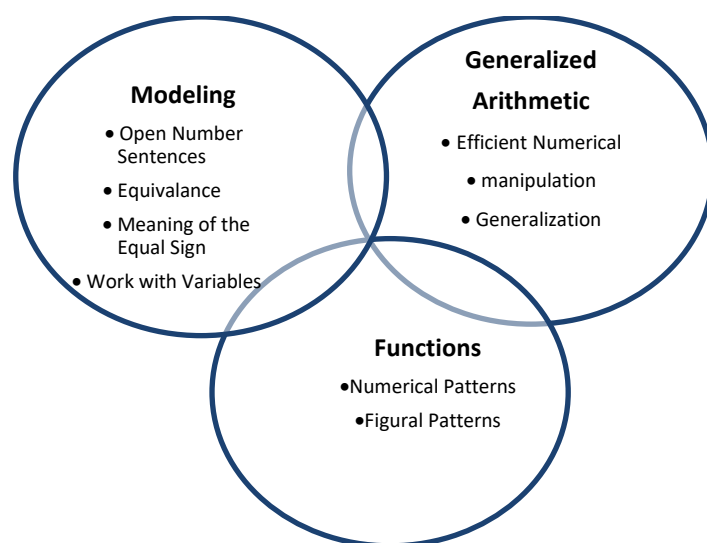 Modeling
• Open Number
Sentences
• Equivalance
• Meaning of the
Equal Sign
• Work with Variables
Generalized
Arithmetic
• Efficient Numerical
• manipulation
• Generalization
Functions
•Numerical Patterns
•Figural Patterns